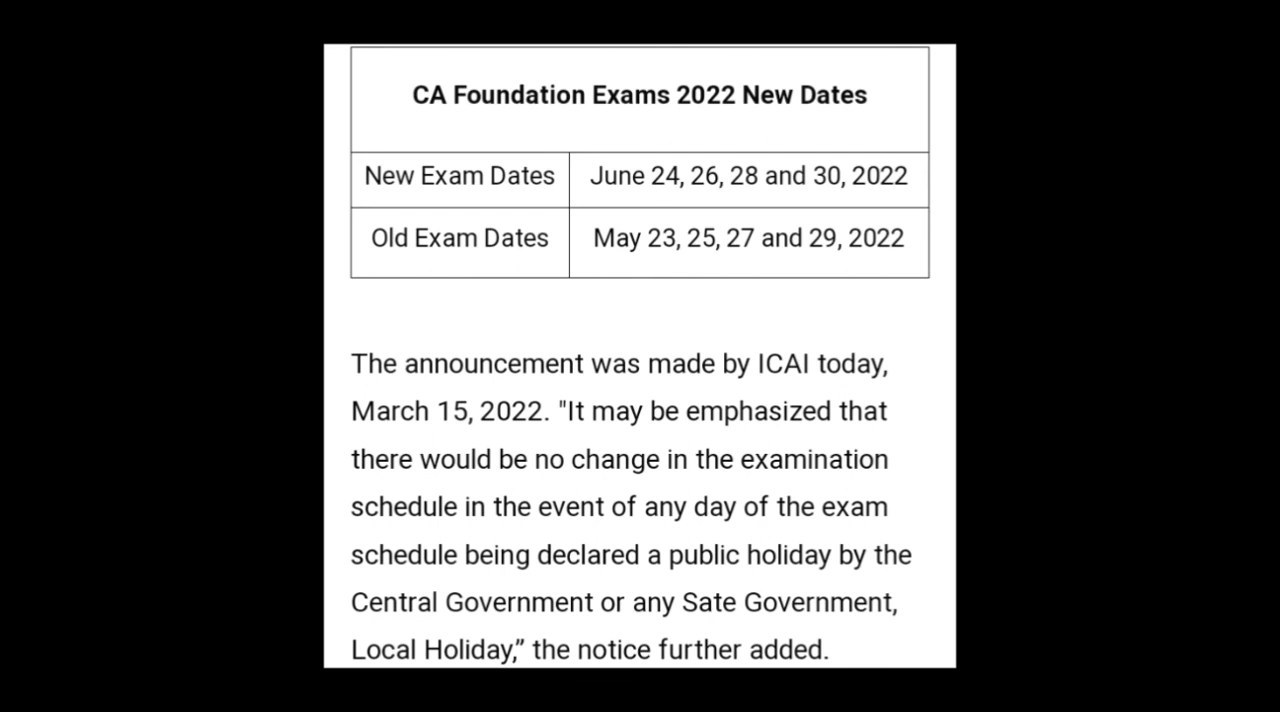 CA Foundation Exams 2022 New Dates
New Exam Dates June 24, 26, 28 and 30, 2022
Old Exam Dates May 23, 25, 27 and 29, 2022
The announcement was made by ICAI today,
March 15, 2022. "It may be emphasized that
there would be no change in the examination
schedule in the event of any day of the exam
schedule being declared a public holiday by the
Central Government or any Sate Government,
Local Holiday,” the notice further added.